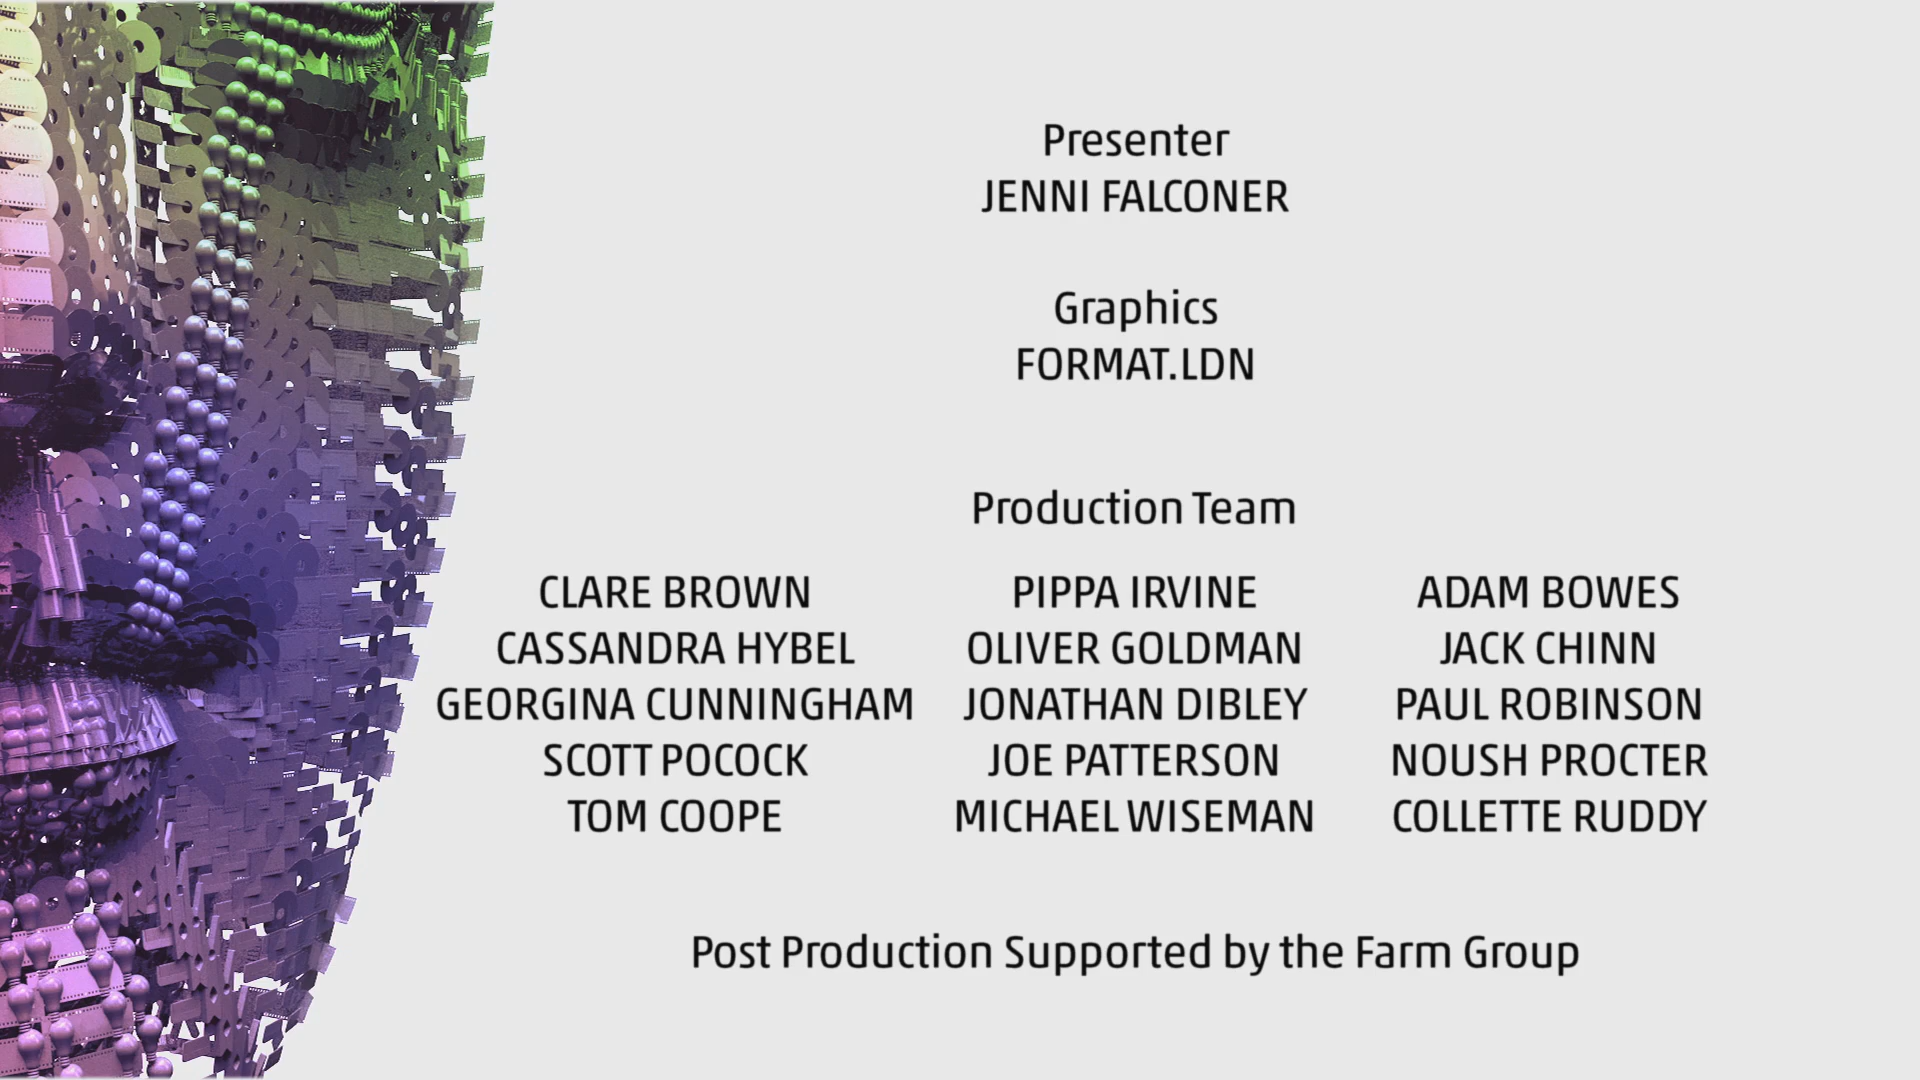 Presenter
JENNI FALCONER
Graphics
FORMAT.LDN
Production Team
CLARE BROWN PIPPA IRVINE ADAM BOWES
CASSANDRA HYBEL OLIVER GOLDMAN JACK CHINN
GEORGINA CUNNINGHAM JONATHAN DIBLEY PAUL ROBINSON
SCOTT POCOCK JOE PATTERSON NOUSH PROCTER
TOM COOPE MICHAEL WISEMAN COLLETTE RUDDY
Post Production Supported by the Farm Group